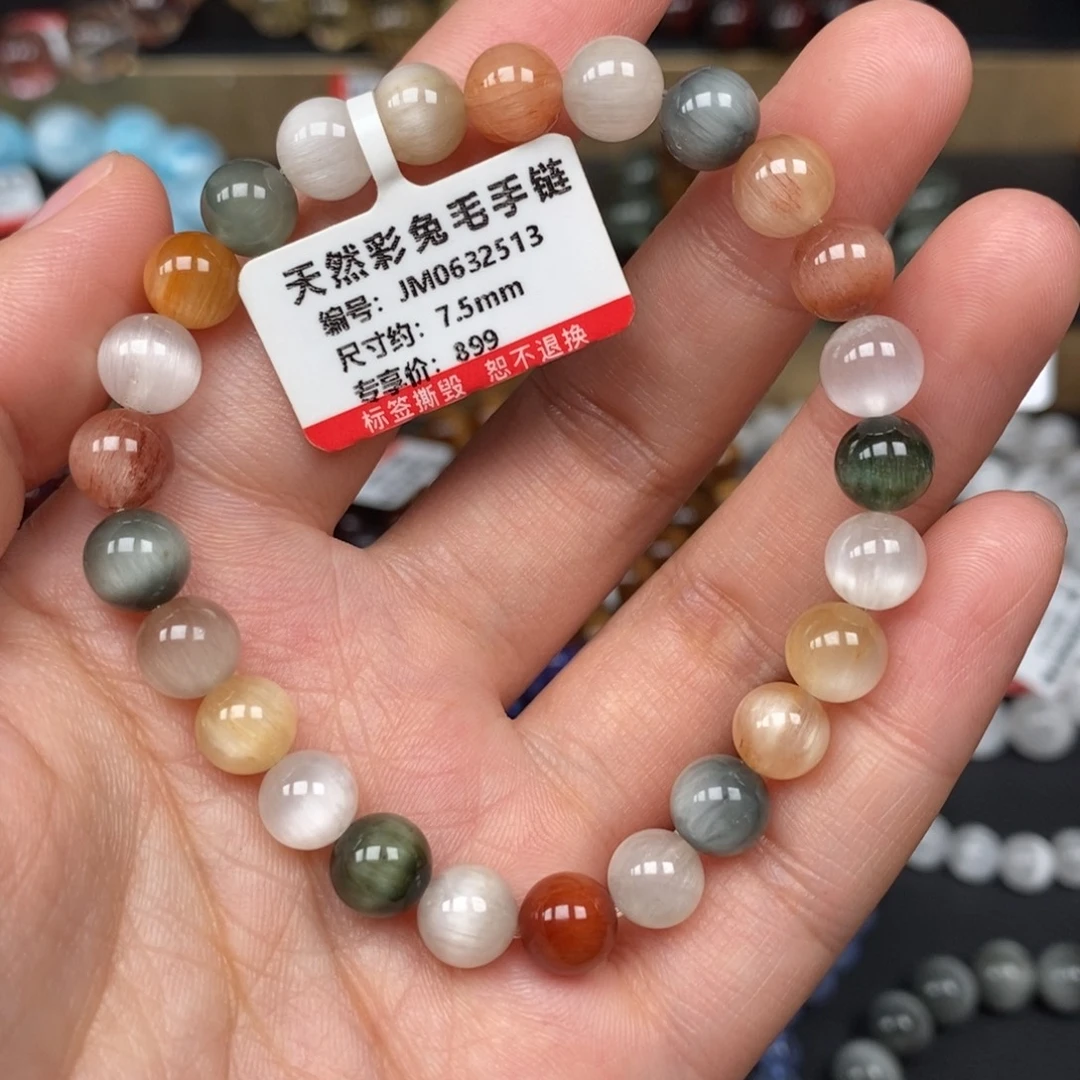 天然彩兔毛手链
编号: JM0632513
尺寸约: 7.5mm
专享价: 899
标签撕毁 恕不退换